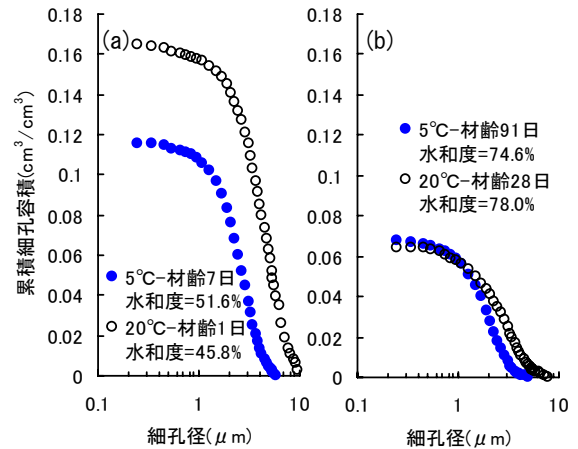 0.18
0.16
0.14
0.12
0.1
0.08
0.06
0.04
0.02
0
累積細孔容積(cm³/cm³)
(a)
5℃-材齢7日
水和度=51.6%
20℃-材齢1日
水和度=45.8%
0.1 1 10
細孔径(μm)
0.18
0.16
0.14
0.12
0.1
0.08
0.06
0.04
0.02
0
(b)
5℃-材齢91日
水和度=74.6%
20℃-材齢28日
水和度=78.0%
0.1 1 10
細孔径(μm)